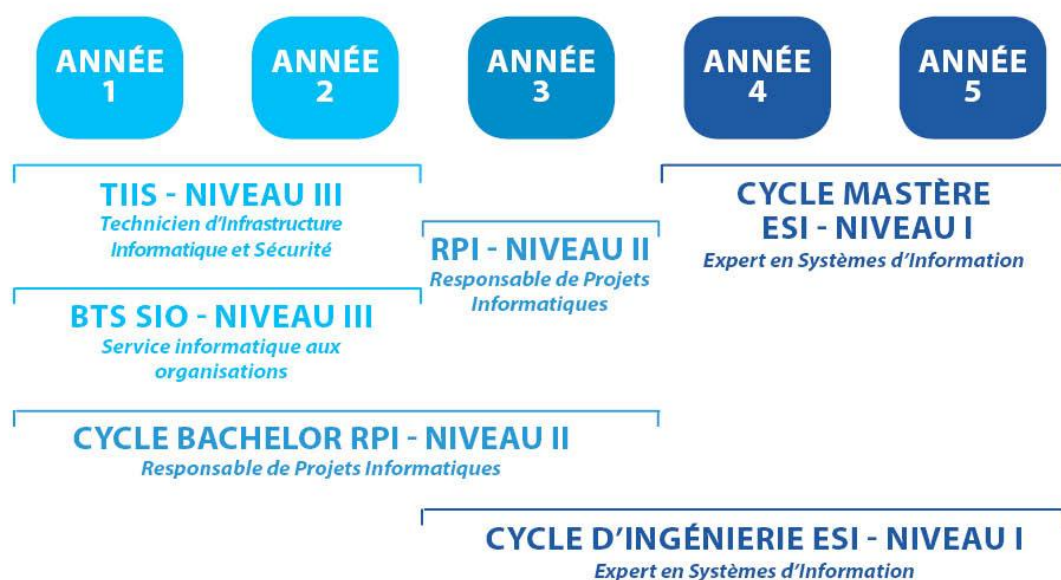 ANNÉE
1
ANNÉE
2
ANNÉE
3
ANNÉE
4
ANNÉE
5
TIIS - NIVEAU III
Technicien d'Infrastructure
Informatique et Sécurité
BTS SIO - NIVEAU III
Service informatique aux
organisations
RPI - NIVEAU II
Responsable de Projets
Informatiques
CYCLE MASTÈRE
ESI - NIVEAU I
Expert en Systèmes d'Information
CYCLE BACHELOR RPI - NIVEAU II
Responsable de Projets Informatiques
CYCLE D'INGÉNIERIE ESI - NIVEAU I
Expert en Systèmes d'Information